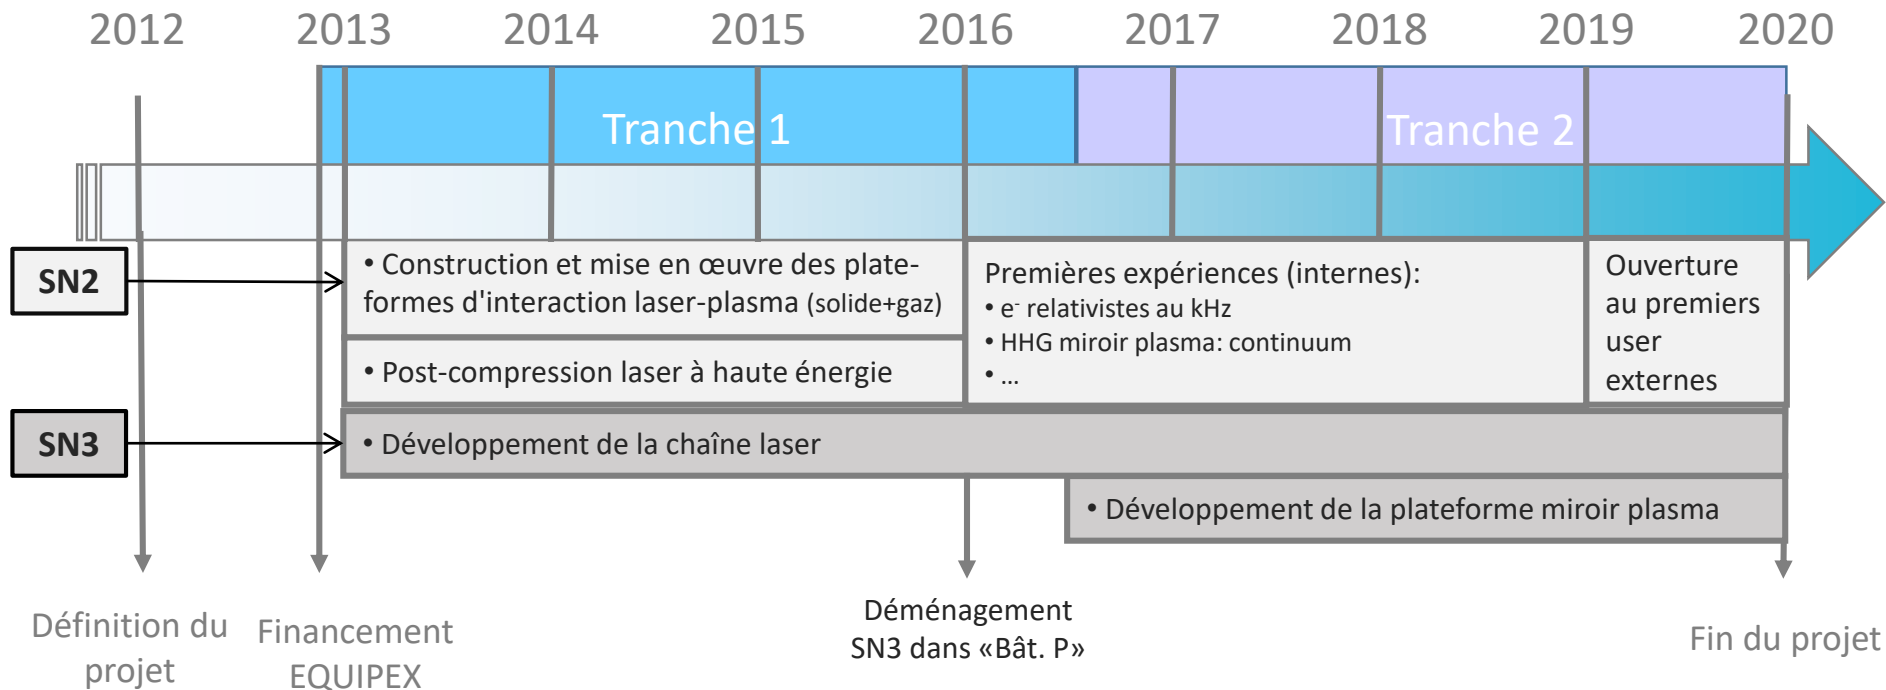 2012 2013 2014 2015 2016 2017 2018 2019 2020
Tranche 1
Tranche 2
SN2
• Construction et mise en œuvre des plate-
formes d'interaction laser-plasma (solide+gaz)
• Post-compression laser à haute énergie
Premières expériences (internes):
• e⁻ relativistes au kHz
• HHG miroir plasma: continuum
• ...
Ouverture
au premiers
user
externes
SN3
• Développement de la chaîne laser
• Développement de la plateforme miroir plasma
Définition du
projet
Financement
EQUIPEX
Déménagement
SN3 dans «Bât. P»
Fin du projet